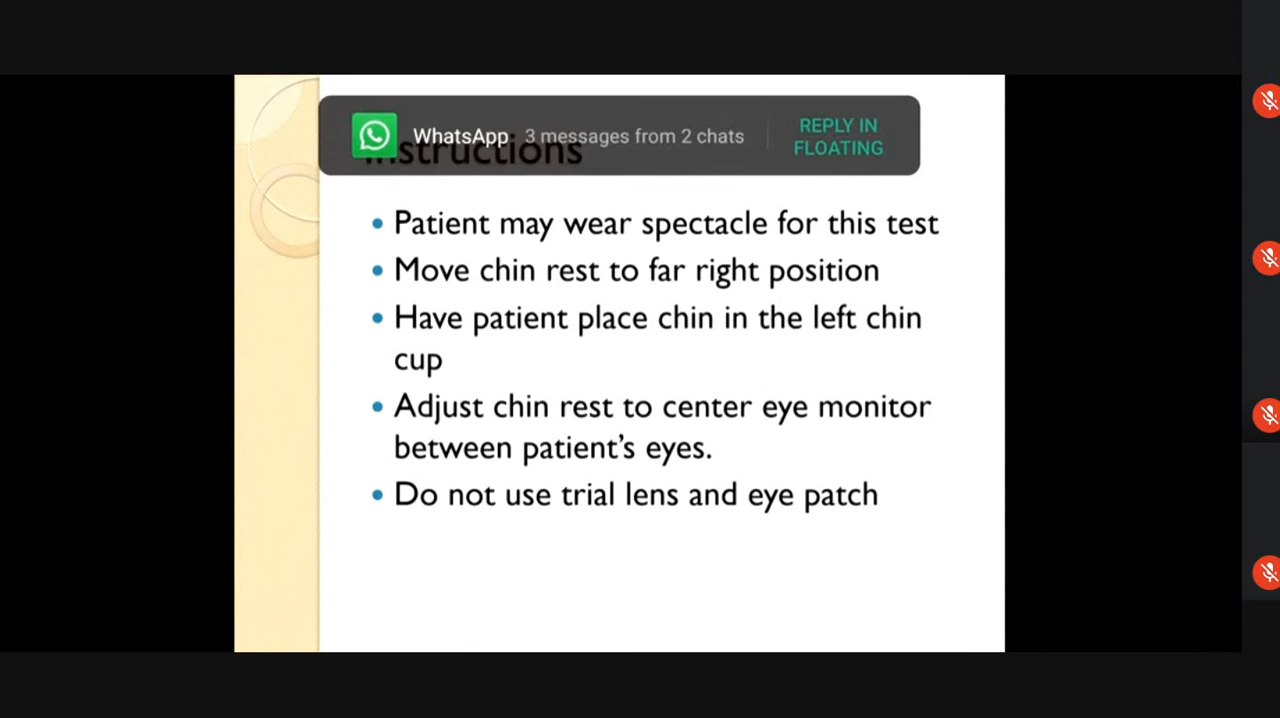 WhatsApp 3 messages from 2 chats
REPLY IN
FLOATING
Instructions
• Patient may wear spectacle for this test
• Move chin rest to far right position
• Have patient place chin in the left chin
cup
• Adjust chin rest to center eye monitor
between patient’s eyes.
• Do not use trial lens and eye patch